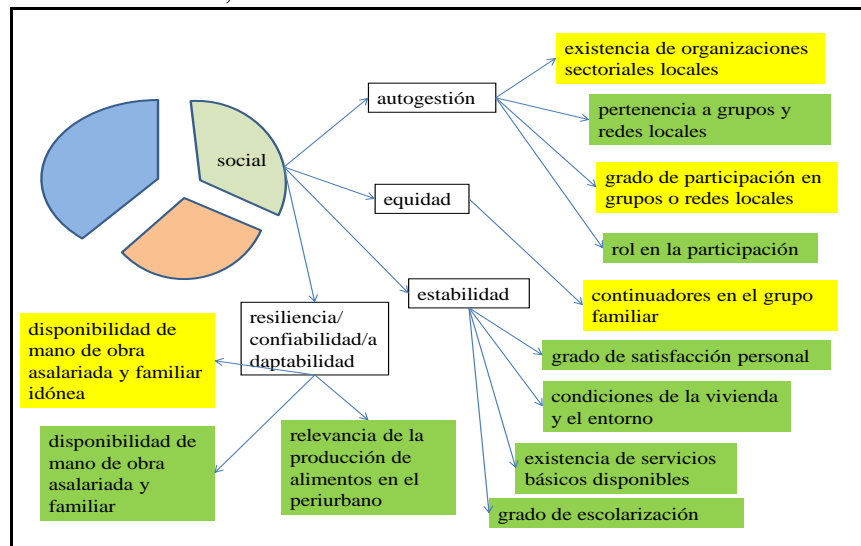 existencia de organizaciones
sectoriales locales
autogestión
pertenencia a grupos y
redes locales
social
grado de participación en
grupos o redes locales
equidad
rol en la participación
estabilidad
continuadores en el grupo
familiar
resiliencia/
confiabilidad/a
daptabilidad
disponibilidad de
mano de obra
asalariada y familiar
idónea
grado de satisfacción personal
condiciones de la vivienda
y el entorno
disponibilidad de
mano de obra
asalariada y
familiar
relevancia de la
producción de
alimentos en el
periurbano
existencia de servicios
básicos disponibles
grado de escolarización